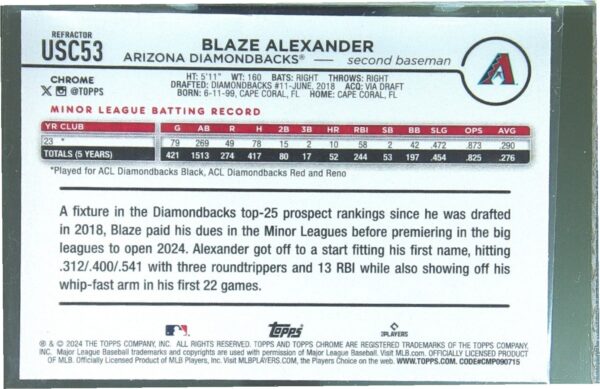 REFRACTOR
USC53
BLAZE ALEXANDER
ARIZONA DIAMONDBACKS® — second baseman
CHROME
X @TOPPS
HT: 5'11" WT: 160 BATS: RIGHT THROWS: RIGHT
DRAFTED: DIAMONDBACKS #11-JUNE, 2018 ACQ: VIA DRAFT
BORN: 6-11-99, CAPE CORAL, FL HOME: CAPE CORAL, FL
MINOR LEAGUE BATTING RECORD
YR CLUB G AB R H 2B 3B HR RBI SB BB SLG OPS AVG
23 * 79 269 49 78 15 2 10 58 2 42 .472 .873 .290
TOTALS (5 YEARS) 421 1513 274 417 80 17 52 244 53 197 .454 .825 .276
*Played for ACL Diamondbacks Black, ACL Diamondbacks Red and Reno
A fixture in the Diamondbacks top-25 prospect rankings since he was drafted
in 2018, Blaze paid his dues in the Minor Leagues before premiering in the big
leagues to open 2024. Alexander got off to a start fitting his first name, hitting
.312/.400/.541 with three roundtrippers and 13 RBI while also showing off his
whip-fast arm in his first 22 games.
Topps
PLAYERS
® & © 2024 THE TOPPS COMPANY, INC. ALL RIGHTS RESERVED. TOPPS AND TOPPS CHROME ARE REGISTERED TRADEMARKS OF THE TOPPS COMPANY,
INC. Major League Baseball trademarks and copyrights are used with permission of Major League Baseball. Visit MLB.com. OFFICIALLY LICENSED PRODUCT
OF MLB. Officially Licensed Product of MLB Players, Inc. Visit MLBPLAYERS.COM, the Players Choice on the web. WWW.TOPPS.COM. CODE#CMP090715